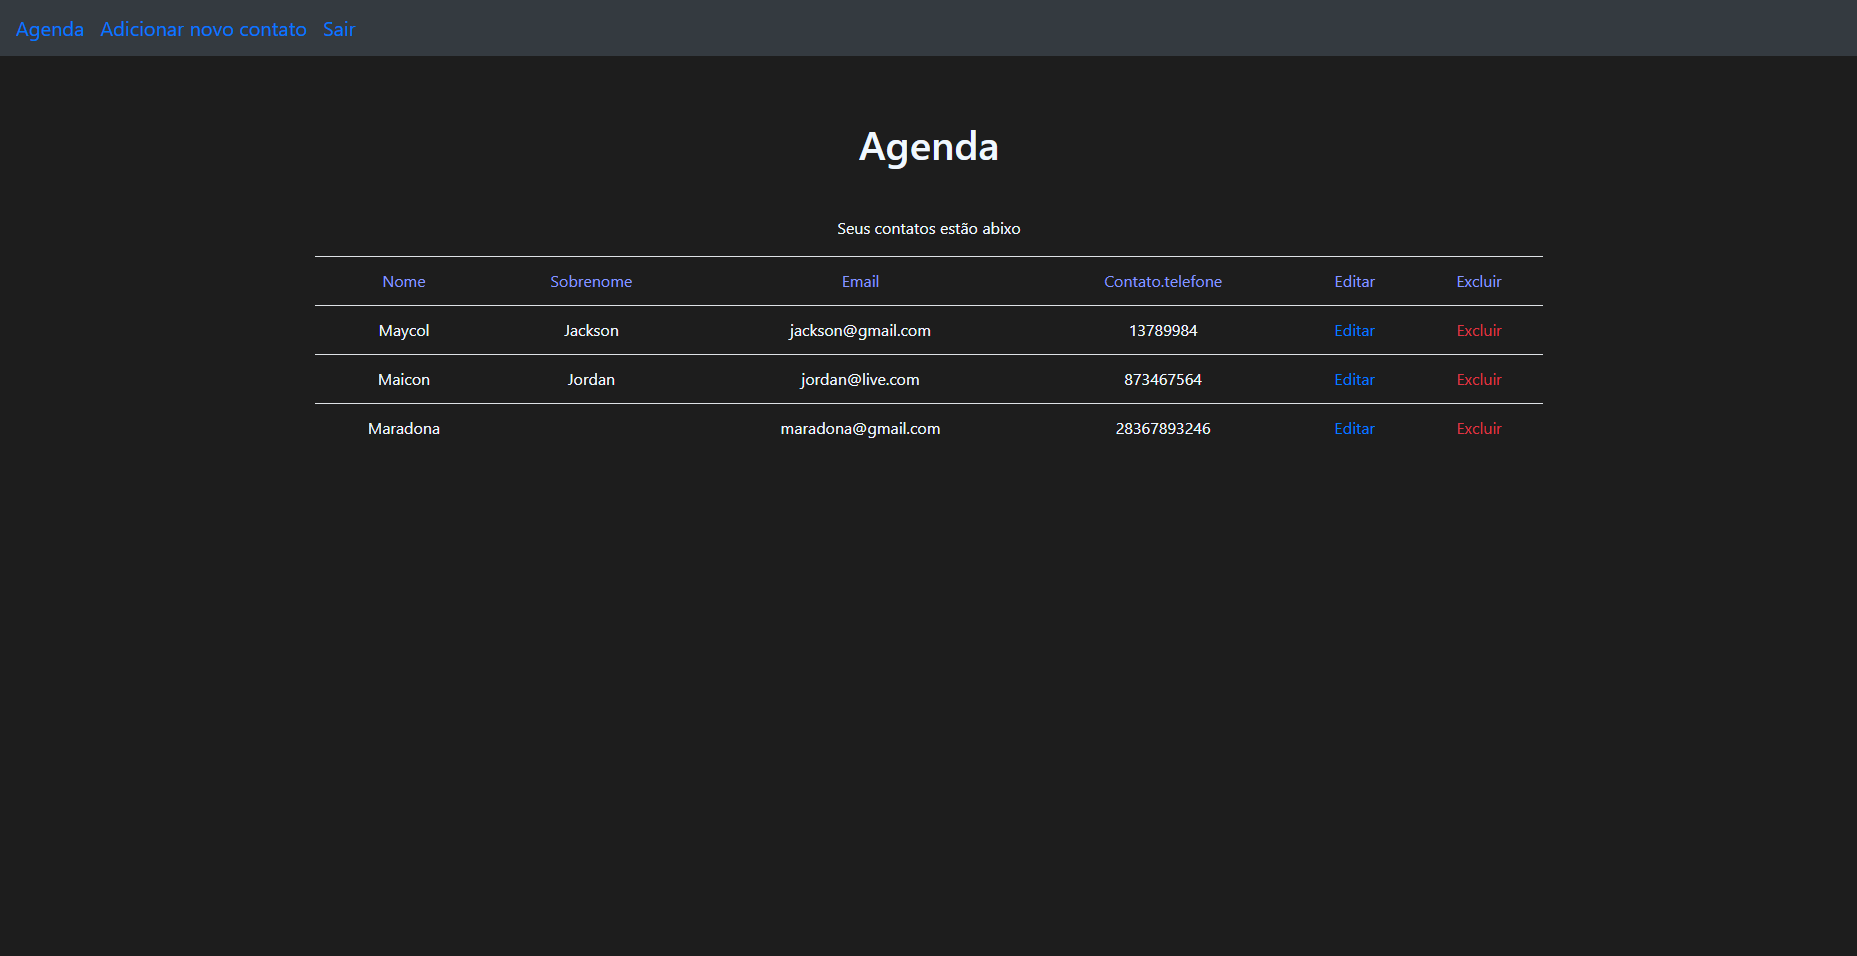 Agenda Adicionar novo contato Sair
Agenda
Seus contatos estão abixo
Nome Sobrenome Email Contato.telefone Editar Excluir
Maycol Jackson jackson@gmail.com 13789984 Editar Excluir
Maicon Jordan jordan@live.com 873467564 Editar Excluir
Maradona maradona@gmail.com 28367893246 Editar Excluir